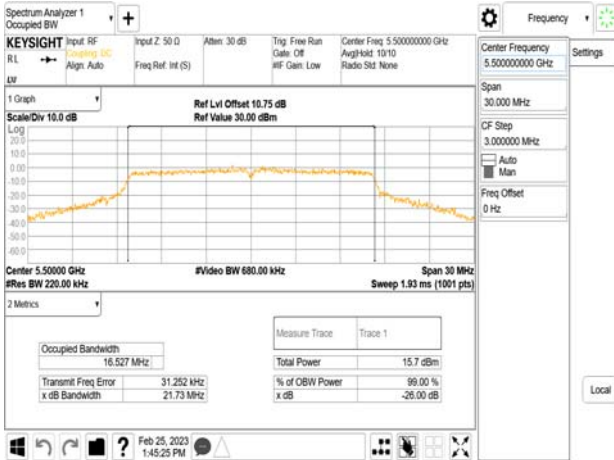 Spectrum Analyzer 1
Occupied BW
+
Frequency
KEYSIGHT
RL
LXI
Input: RF
Coupling: DC
Align: Auto
Input Z: 50 Ω
Freq Ref: Int (S)
Atten: 30 dB
Trig: Free Run
Gate: Off
#IF Gain: Low
Center Freq: 5.500000000 GHz
Avg|Hold: 10/10
Radio Std: None
1 Graph
Scale/Div 10.0 dB
Ref Lvl Offset 10.75 dB
Ref Value 30.00 dBm
Log
20.0
10.0
0.00
-10.0
-20.0
-30.0
-40.0
-50.0
-60.0
Center 5.50000 GHz
#Res BW 220.00 kHz
#Video BW 680.00 kHz
Span 30 MHz
Sweep 1.93 ms (1001 pts)
2 Metrics
Occupied Bandwidth
16.527 MHz
Transmit Freq Error 31.252 kHz
x dB Bandwidth 21.73 MHz
Measure Trace Trace 1
Total Power 15.7 dBm
% of OBW Power 99.00 %
x dB -26.00 dB
Center Frequency
5.500000000 GHz
Span
30.000 MHz
CF Step
3.000000 MHz
Auto
Man
Freq Offset
0 Hz
Settings
Local
?
Feb 25, 2023
1:45:25 PM